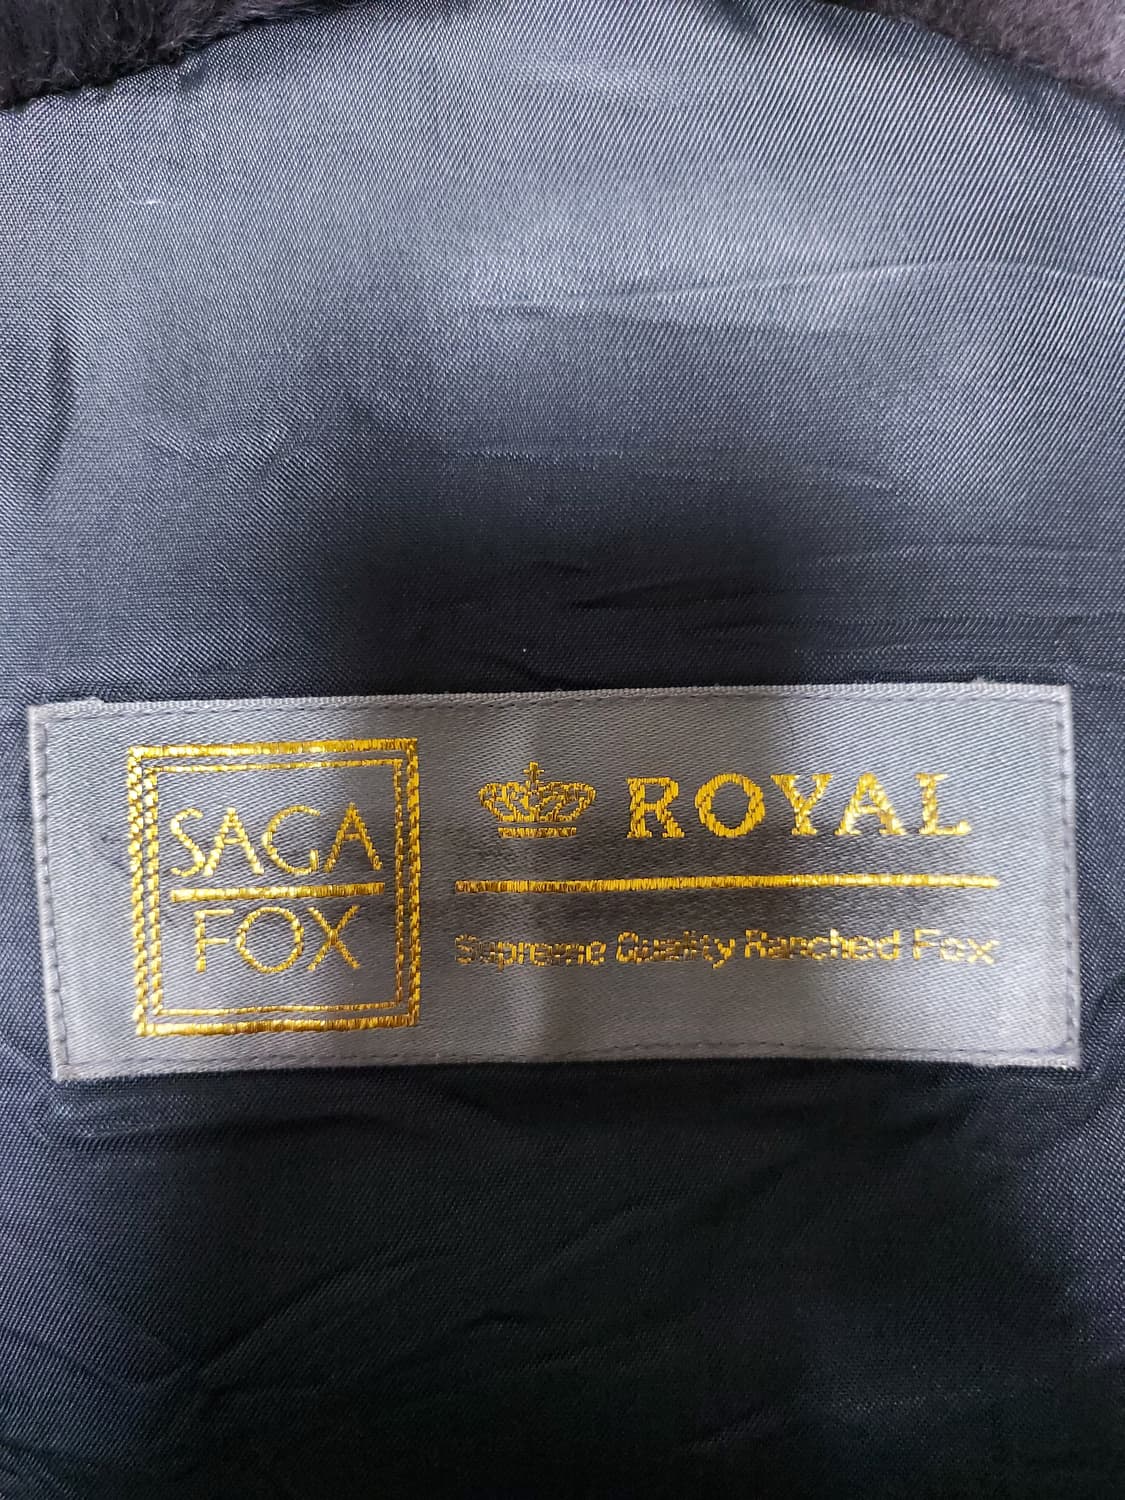 SAGA
FOX
ROYAL
Supreme Quality Ranched Fox